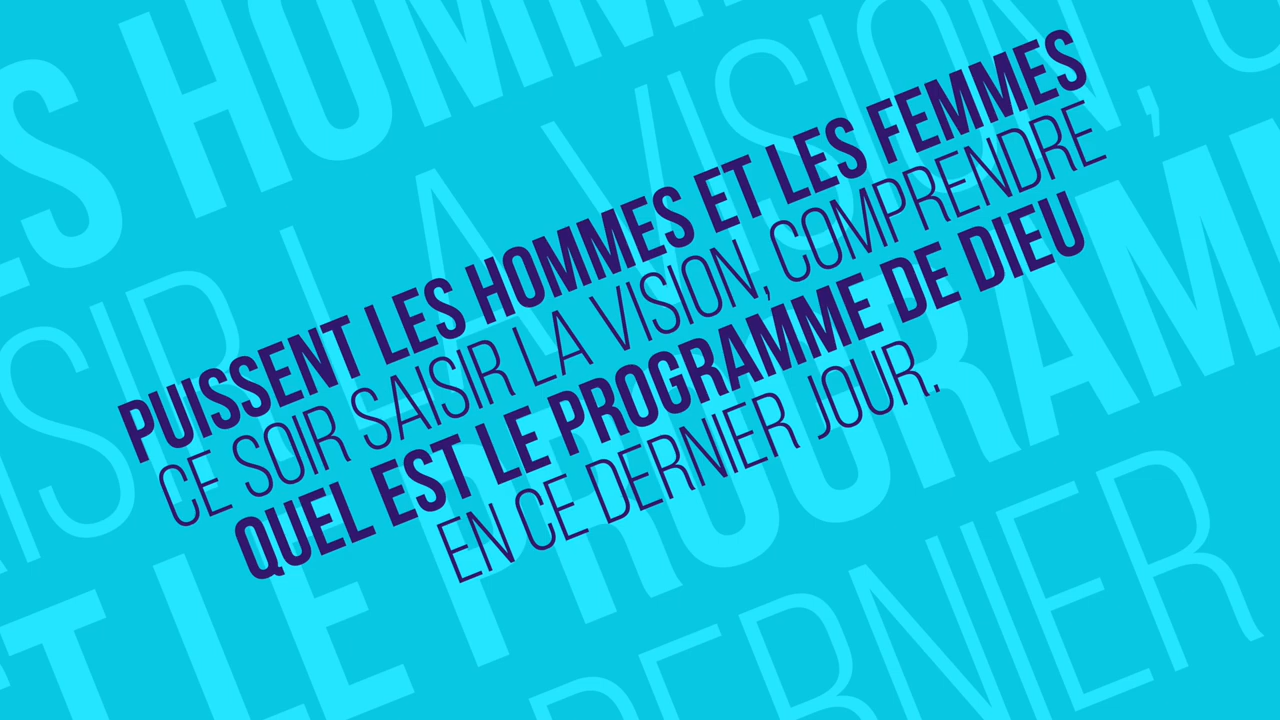 PUISSENT LES HOMMES ET LES FEMMES
CE SOIR SAISIR LA VISION, COMPRENDRE
QUEL EST LE PROGRAMME DE DIEU
EN CE DERNIER JOUR.